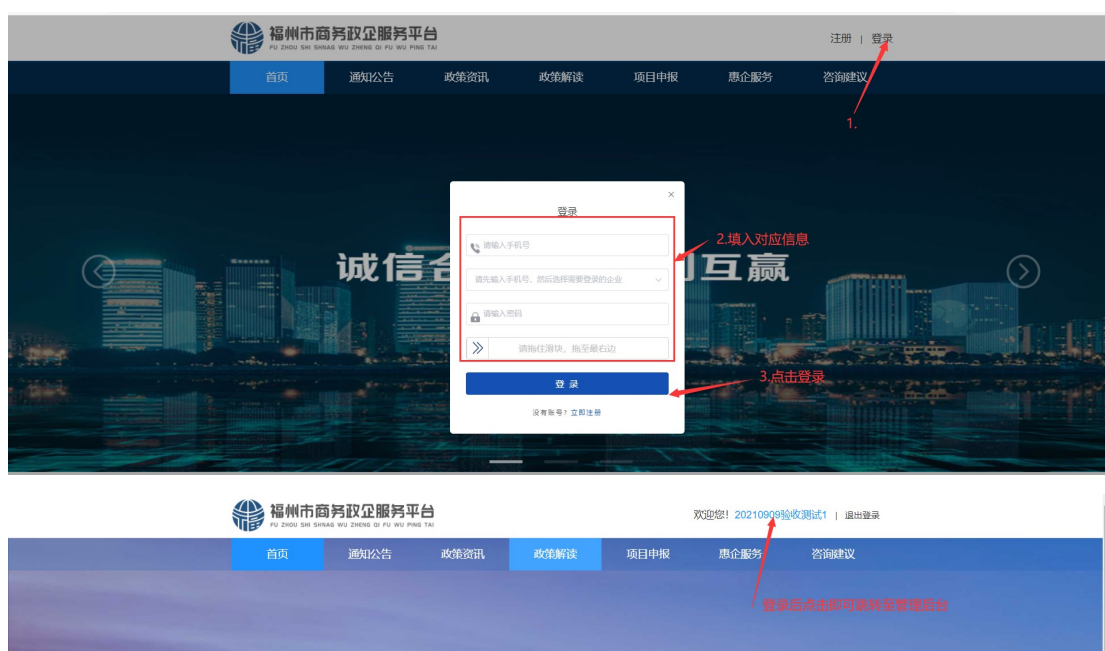 福州市商务政企服务平台
FU ZHOU SHI SHNAG WU ZHENG QI FU WU PING TAI
注册 | 登录
首页 通知公告 政策资讯 政策解读 项目申报 惠企服务 咨询建议
1.
登录
×
请输入手机号
2.填入对应信息
诚信
互赢
请先输入手机号，然后选择需要登录的企业
请输入密码
请拖住滑块，拖至最右边
登 录
3.点击登录
没有账号？立即注册
福州市商务政企服务平台
FU ZHOU SHI SHNAG WU ZHENG QI FU WU PING TAI
欢迎您！20210909验收测试1 | 退出登录
首页 通知公告 政策资讯 政策解读 项目申报 惠企服务 咨询建议
登录后点击即可跳转至管理后台